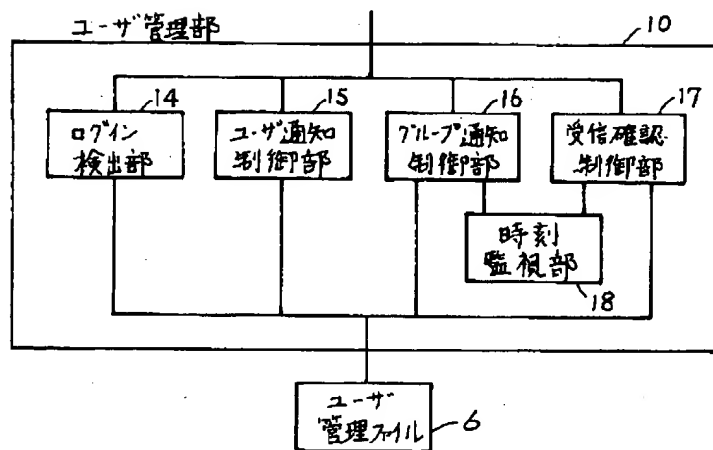 ユーザ管理部
10
14
ログイン
検出部
15
ユーザ通知
制御部
16
グループ通知
制御部
17
受信確認
制御部
時刻
監視部
18
ユーザ
管理ファイル
6